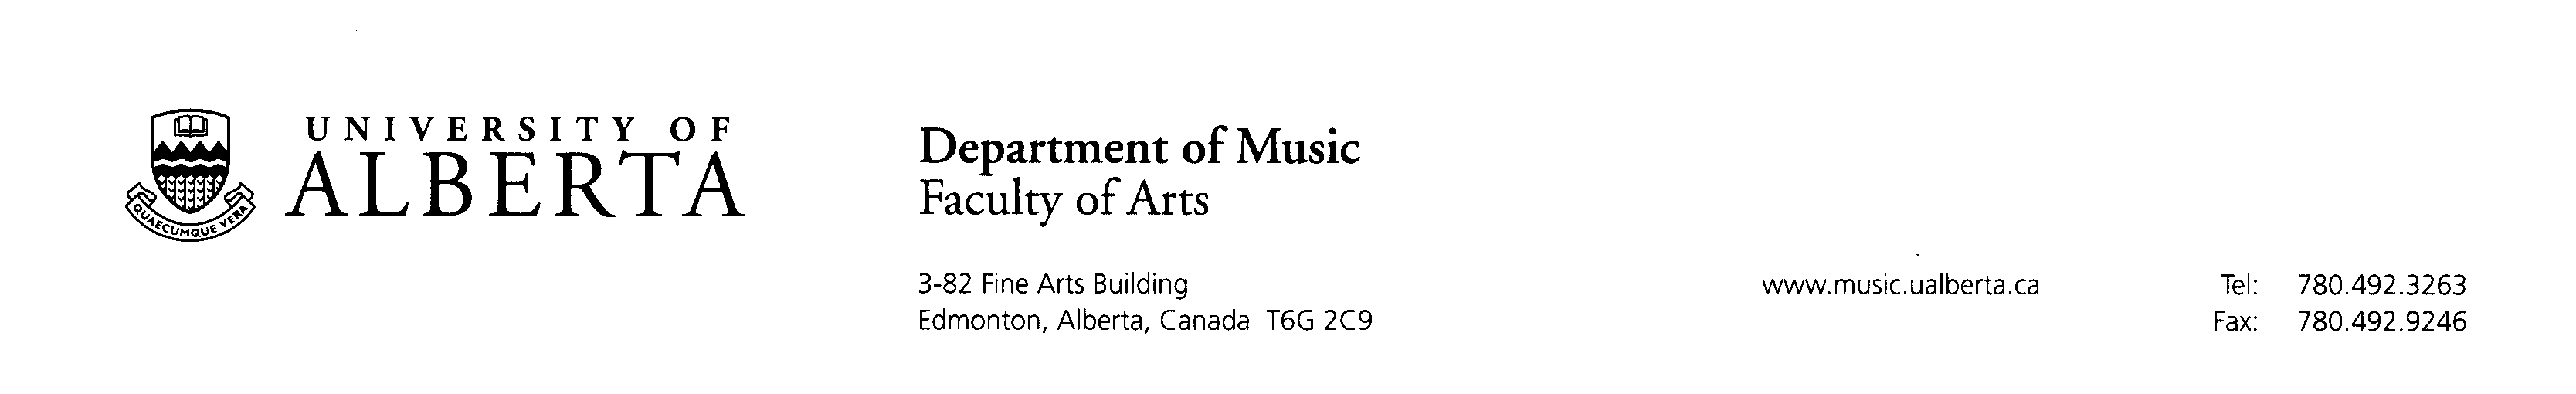 QUAECUMQUE VERA
UNIVERSITY OF
ALBERTA
Department of Music
Faculty of Arts
3-82 Fine Arts Building
Edmonton, Alberta, Canada T6G 2C9
www.music.ualberta.ca
Tel: 780.492.3263
Fax: 780.492.9246